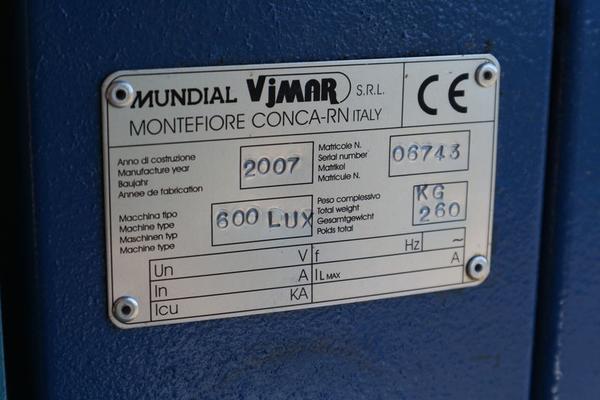 MUNDIAL VjMAR S.R.L.
MONTEFIORE CONCA-RN ITALY
CE
Anno di costruzione
Manufacture year
Baujahr
Annee de fabrication
2007
Matricole N.
Serial number
Matrikel
Matricule N.
06743
Macchina tipo
Machine type
Maschinen typ
Machine type
600 LUX
Peso complessivo
Total weight
Gesamtgewicht
Poids total
KG
260
Un V f Hz ~
In A IL MAX A
Icu KA